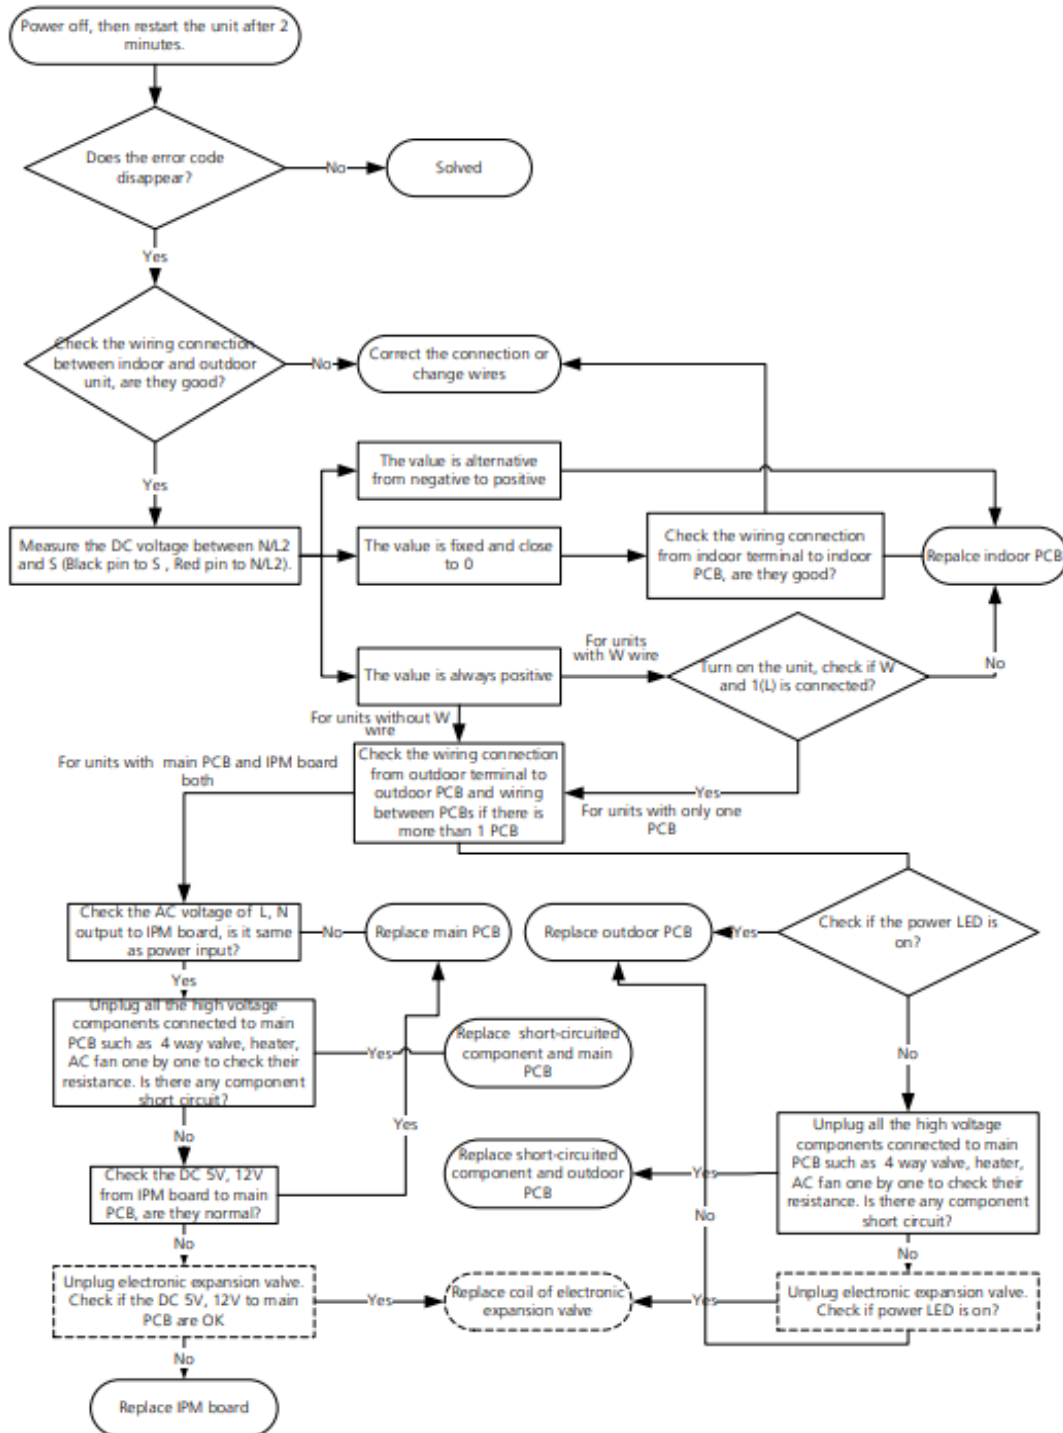 Power off, then restart the unit after 2
minutes.
Does the error code
disappear?
No
Solved
Yes
Check the wiring connection
between indoor and outdoor
unit, are they good?
No
Correct the connection or
change wires
Yes
The value is alternative
from negative to positive
Measure the DC voltage between N/L2
and S (Black pin to S , Red pin to N/L2).
The value is fixed and close
to 0
Check the wiring connection
from indoor terminal to indoor
PCB, are they good?
Repalce indoor PCB
The value is always positive
For units
with W wire
Turn on the unit, check if W
and 1(L) is connected?
No
For units without W
wire
For units with main PCB and IPM board
both
Check the wiring connection
from outdoor terminal to
outdoor PCB and wiring
between PCBs if there is
more than 1 PCB
Yes
For units with only one
PCB
Check the AC voltage of L, N
output to IPM board, is it same
as power input?
No
Replace main PCB
Replace outdoor PCB
Yes
Check if the power LED is
on?
Yes
Unplug all the high voltage
components connected to main
PCB such as 4 way valve, heater,
AC fan one by one to check their
resistance. Is there any component
short circuit?
Yes
Replace short-circuited
component and main
PCB
No
Yes
No
Check the DC 5V, 12V
from IPM board to main
PCB, are they normal?
Replace short-circuited
component and outdoor
PCB
Yes
Unplug all the high voltage
components connected to main
PCB such as 4 way valve, heater,
AC fan one by one to check their
resistance. Is there any component
short circuit?
No
No
No
Unplug electronic expansion valve.
Check if the DC 5V, 12V to main
PCB are OK
Yes
Replace coil of electronic
expansion valve
Yes
Unplug electronic expansion valve.
Check if power LED is on?
No
Replace IPM board